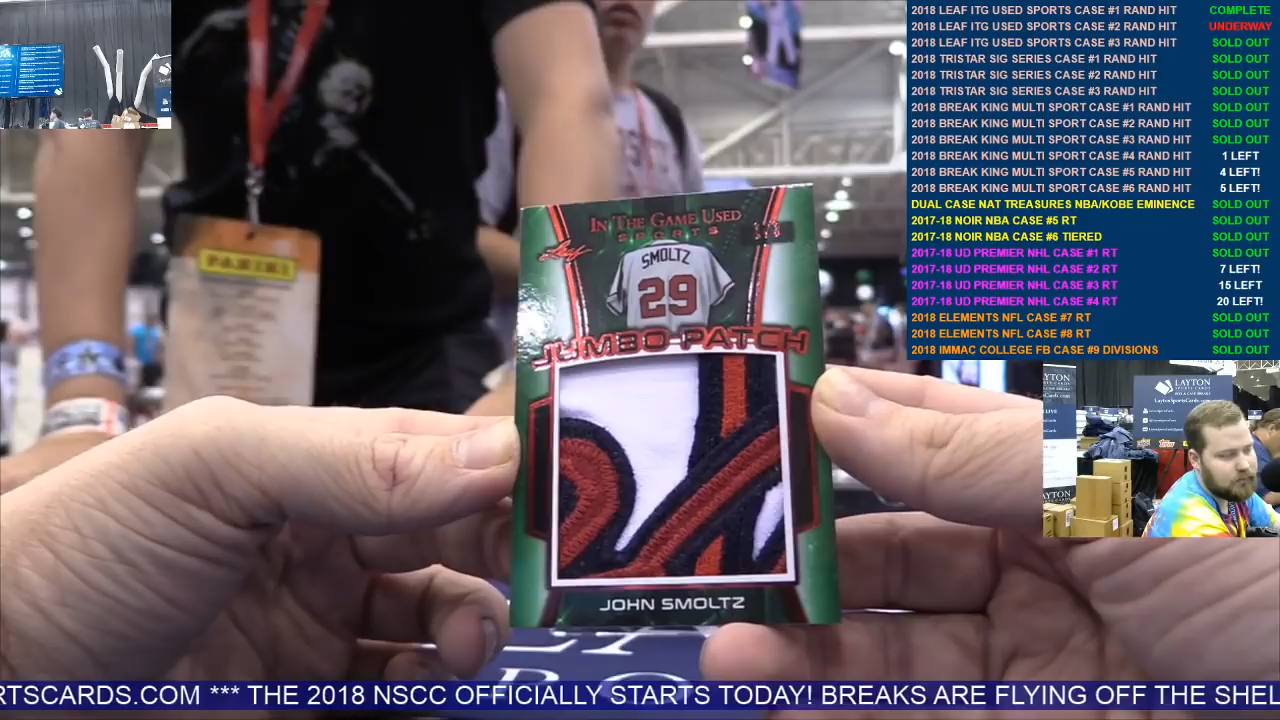 2018 LEAF ITG USED SPORTS CASE #1 RAND HIT COMPLETE
2018 LEAF ITG USED SPORTS CASE #2 RAND HIT UNDERWAY
2018 LEAF ITG USED SPORTS CASE #3 RAND HIT SOLD OUT
2018 TRISTAR SIG SERIES CASE #1 RAND HIT SOLD OUT
2018 TRISTAR SIG SERIES CASE #2 RAND HIT SOLD OUT
2018 TRISTAR SIG SERIES CASE #3 RAND HIT SOLD OUT
2018 BREAK KING MULTI SPORT CASE #1 RAND HIT SOLD OUT
2018 BREAK KING MULTI SPORT CASE #2 RAND HIT SOLD OUT
2018 BREAK KING MULTI SPORT CASE #3 RAND HIT SOLD OUT
2018 BREAK KING MULTI SPORT CASE #4 RAND HIT 1 LEFT
2018 BREAK KING MULTI SPORT CASE #5 RAND HIT 4 LEFT!
2018 BREAK KING MULTI SPORT CASE #6 RAND HIT 5 LEFT!
DUAL CASE NAT TREASURES NBA/KOBE EMINENCE SOLD OUT
2017-18 NOIR NBA CASE #5 RT SOLD OUT
2017-18 NOIR NBA CASE #6 TIERED SOLD OUT
2017-18 UD PREMIER NHL CASE #1 RT SOLD OUT
2017-18 UD PREMIER NHL CASE #2 RT 7 LEFT!
2017-18 UD PREMIER NHL CASE #3 RT 15 LEFT
2017-18 UD PREMIER NHL CASE #4 RT 20 LEFT!
2018 ELEMENTS NFL CASE #7 RT SOLD OUT
2018 ELEMENTS NFL CASE #8 RT SOLD OUT
2018 IMMAC COLLEGE FB CASE #9 DIVISIONS SOLD OUT
PANINI
IN THE GAME USED
SPORTS
Leaf
SMOLTZ
29
JUMBO PATCH
JOHN SMOLTZ
LAYTON
SPORTS CARDS
LaytonSportsCards.com
LAYTON
RTSCARDS.COM *** THE 2018 NSCC OFFICIALLY STARTS TODAY! BREAKS ARE FLYING OFF THE SHEL